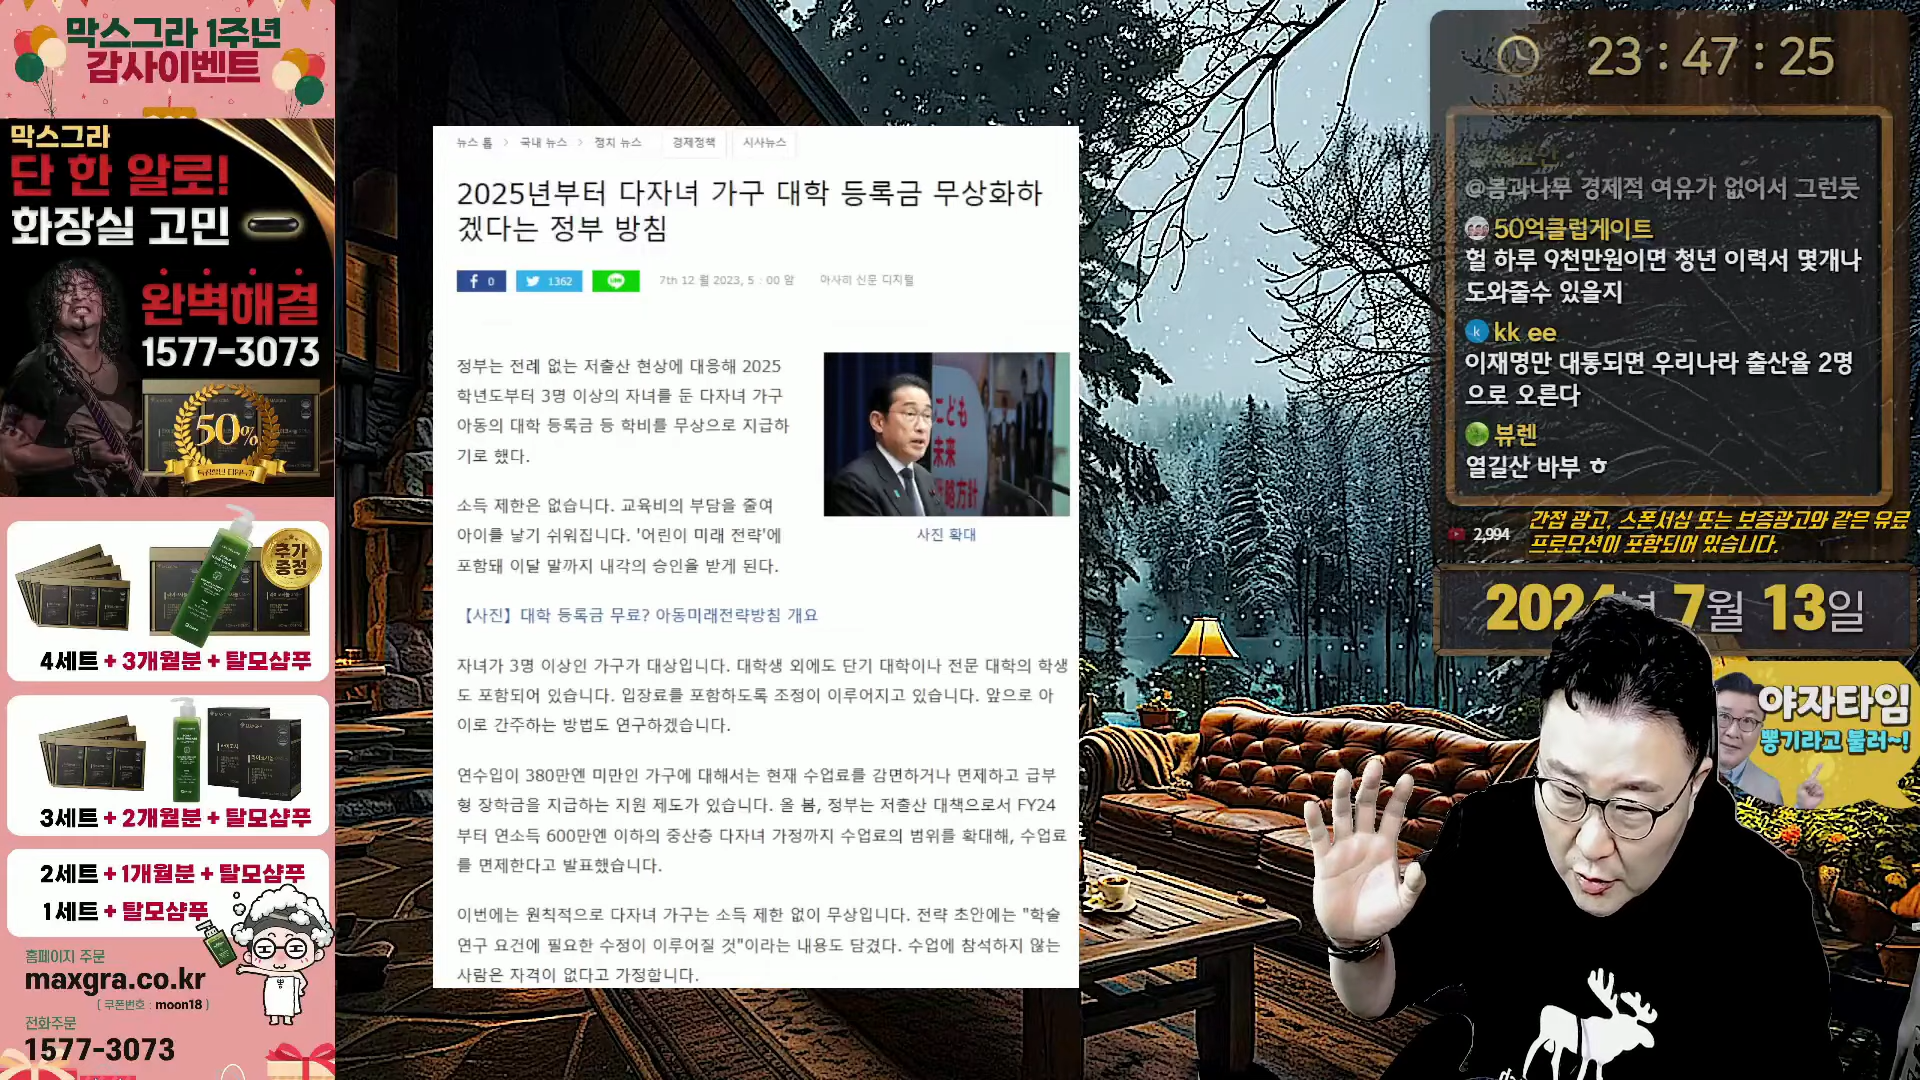 막스그라 1주년
감사이벤트
막스그라
단 한 알로!
화장실 고민
완벽해결
1577-3073
50%
추가
증정
4세트 + 3개월분 + 탈모샴푸
3세트 + 2개월분 + 탈모샴푸
2세트 + 1개월분 + 탈모샴푸
1세트 + 탈모샴푸
홈페이지 주문
maxgra.co.kr
( 쿠폰번호 : moon18 )
전화주문
1577-3073
뉴스 톱 > 국내 뉴스 > 정치 뉴스 경제정책 시사뉴스
2025년부터 다자녀 가구 대학 등록금 무상화하
겠다는 정부 방침
f 0
1362
LINE
7th 12 월 2023, 5 : 00 암
아사히 신문 디지털
정부는 전례 없는 저출산 현상에 대응해 2025
학년도부터 3명 이상의 자녀를 둔 다자녀 가구
아동의 대학 등록금 등 학비를 무상으로 지급하
기로 했다.
소득 제한은 없습니다. 교육비의 부담을 줄여
아이를 낳기 쉬워집니다. '어린이 미래 전략'에
포함돼 이달 말까지 내각의 승인을 받게 된다.
こども
未来
戦略方針
사진 확대
【사진】대학 등록금 무료? 아동미래전략방침 개요
자녀가 3명 이상인 가구가 대상입니다. 대학생 외에도 단기 대학이나 전문 대학의 학생
도 포함되어 있습니다. 입장료를 포함하도록 조정이 이루어지고 있습니다. 앞으로 아
이로 간주하는 방법도 연구하겠습니다.
연수입이 380만엔 미만인 가구에 대해서는 현재 수업료를 감면하거나 면제하고 급부
형 장학금을 지급하는 지원 제도가 있습니다. 올 봄, 정부는 저출산 대책으로서 FY24
부터 연소득 600만엔 이하의 중산층 다자녀 가정까지 수업료의 범위를 확대해, 수업료
를 면제한다고 발표했습니다.
이번에는 원칙적으로 다자녀 가구는 소득 제한 없이 무상입니다. 전략 초안에는 "학술
연구 요건에 필요한 수정이 이루어질 것"이라는 내용도 담겼다. 수업에 참석하지 않는
사람은 자격이 없다고 가정합니다.
23 : 47 : 25
@봄과나무 경제적 여유가 없어서 그런듯
50억클럽게이트
헐 하루 9천만원이면 청년 이력서 몇개나
도와줄수 있을지
k kk ee
이재명만 대통되면 우리나라 출산율 2명
으로 오른다
뷰렌
열길산 바부 ㅎ
2,994
간접 광고, 스폰서십 또는 보증광고와 같은 유료
프로모션이 포함되어 있습니다.
2024년 7월 13일
야자타임
뽕기라고 불러~!